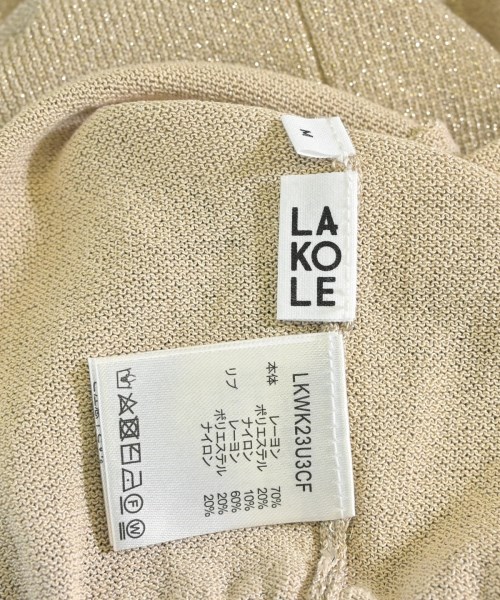 M
LA
KO
LE
LKWK23U3CF
本体 レーヨン 70%
ポリエステル 20%
ナイロン 10%
リブ レーヨン 60%
ポリエステル 20%
ナイロン 20%
F
W